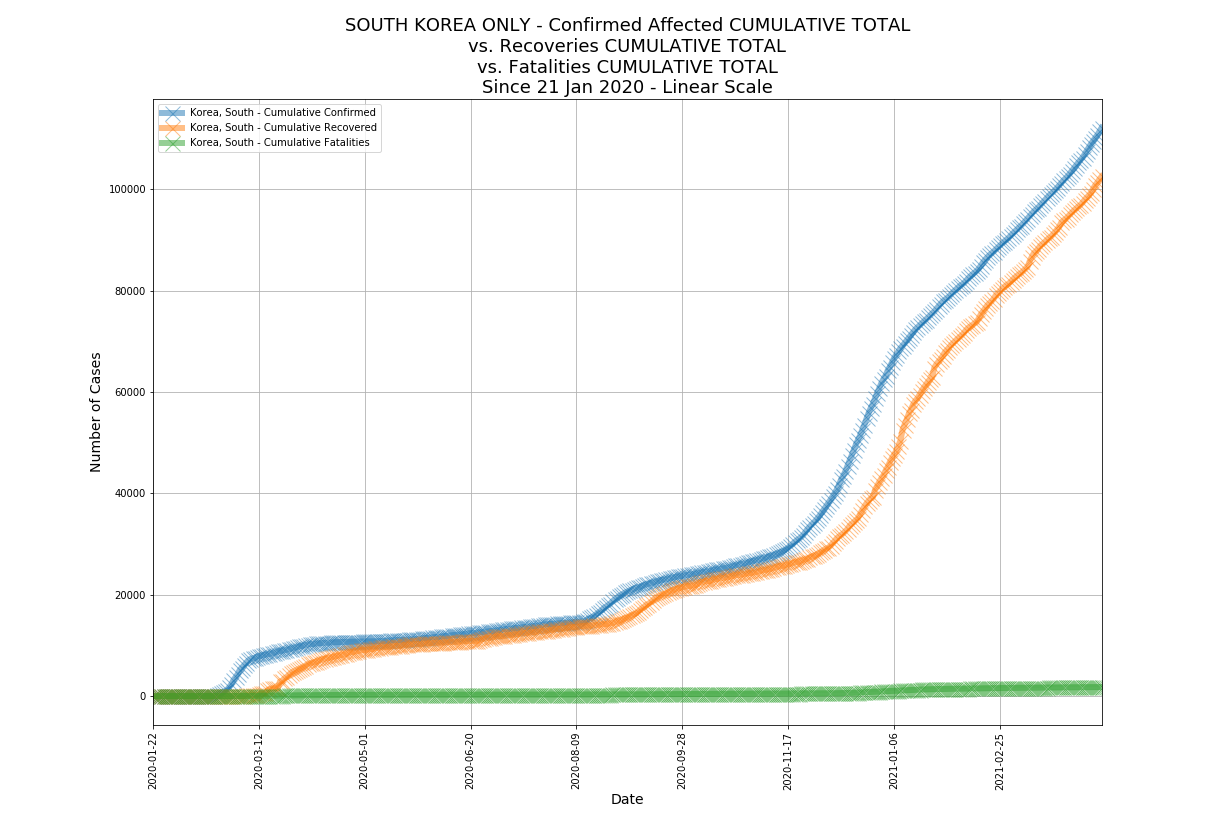 SOUTH KOREA ONLY - Confirmed Affected CUMULATIVE TOTAL
vs. Recoveries CUMULATIVE TOTAL
vs. Fatalities CUMULATIVE TOTAL
Since 21 Jan 2020 - Linear Scale
Korea, South - Cumulative Confirmed
Korea, South - Cumulative Recovered
Korea, South - Cumulative Fatalities
Number of Cases
100000
80000
60000
40000
20000
0
2020-01-22
2020-03-12
2020-05-01
2020-06-20
2020-08-09
2020-09-28
2020-11-17
2021-01-06
2021-02-25
Date